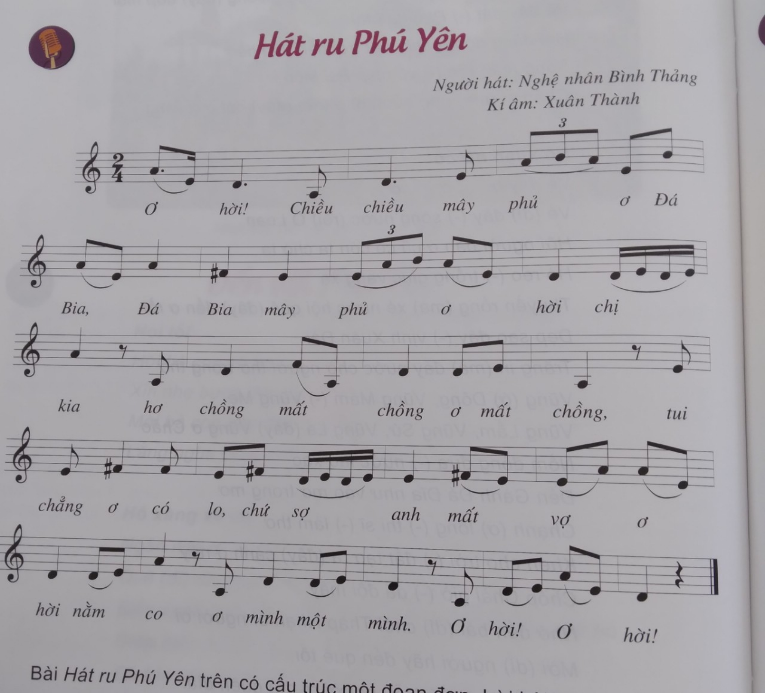 Hát ru Phú Yên
Người hát: Nghệ nhân Bình Thảng
Kí âm: Xuân Thành
2
4
3
Ơ hời! Chiều chiều mây phủ ơ Đá
3
Bia, Đá Bia mây phủ ơ hời chị
kia hơ chồng mất chồng ơ mất chồng, tui
chẳng ơ có lo, chứ sợ anh mất vợ ơ
hời nằm co ơ mình một mình. Ơ hời! Ơ hời!
Bài Hát ru Phú Yên trên có cấu trúc một đoạn đơn